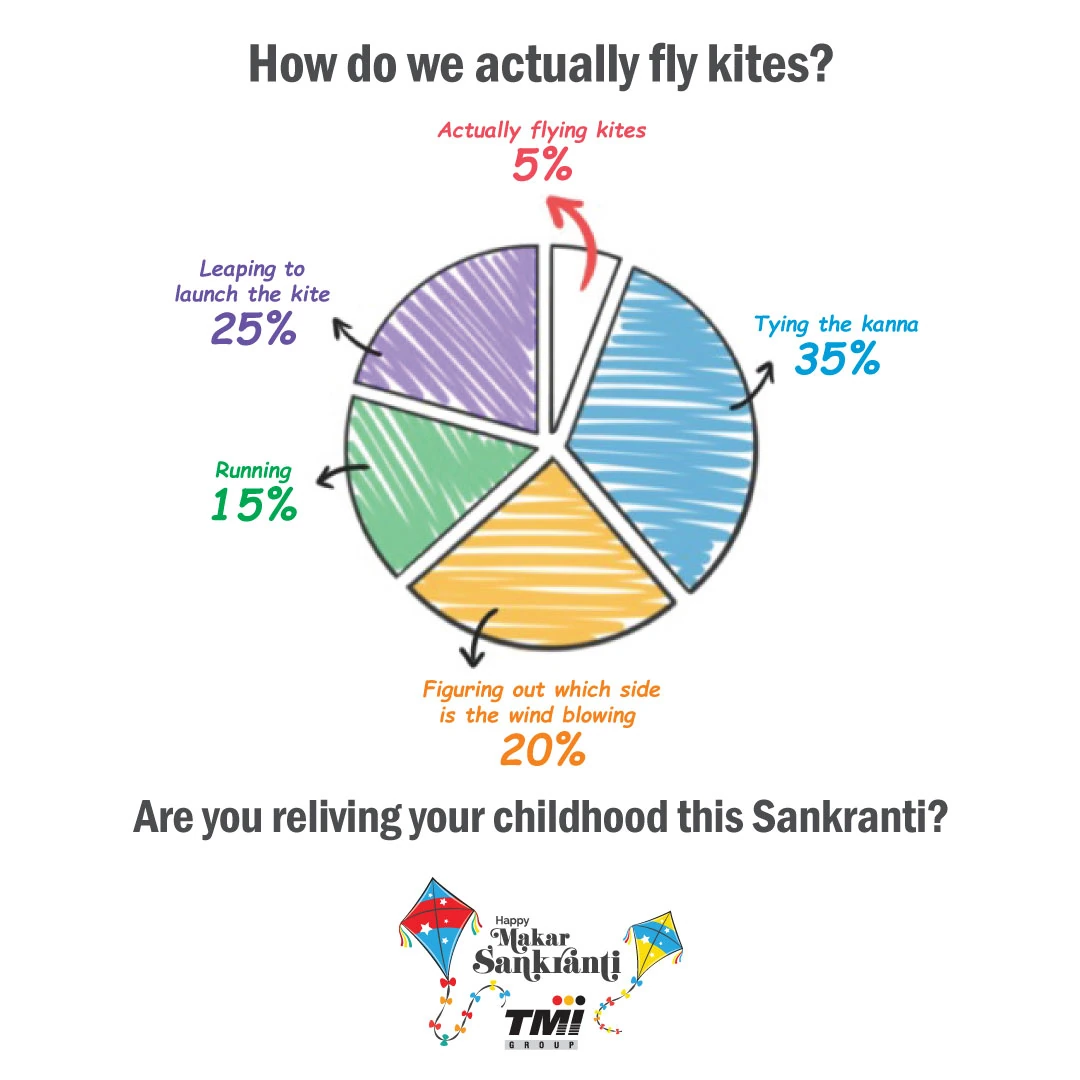 How do we actually fly kites?
Actually flying kites
5%
Leaping to
launch the kite
25%
Tying the kanna
35%
Running
15%
Figuring out which side
is the wind blowing
20%
Are you reliving your childhood this Sankranti?
Happy
Makar
Sankranti
TMI
GROUP